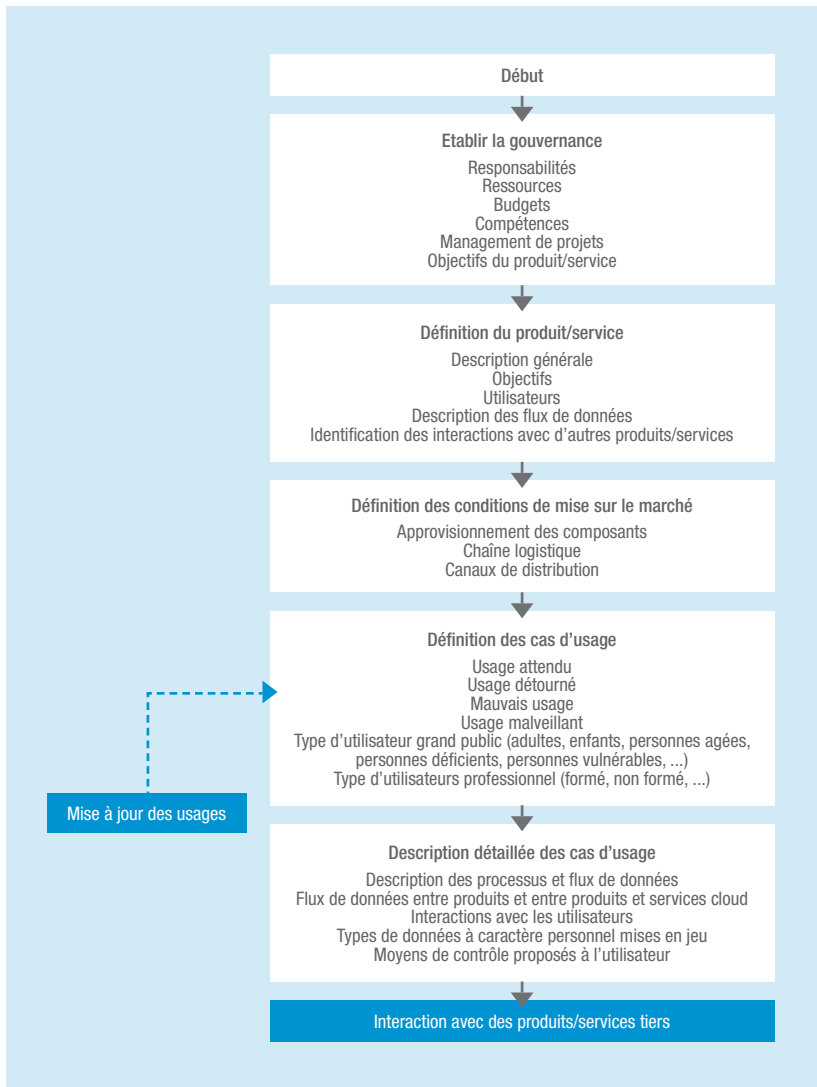 Début
Etablir la gouvernance
Responsabilités
Ressources
Budgets
Compétences
Management de projets
Objectifs du produit/service
Définition du produit/service
Description générale
Objectifs
Utilisateurs
Description des flux de données
Identification des interactions avec d'autres produits/services
Définition des conditions de mise sur le marché
Approvisionnement des composants
Chaîne logistique
Canaux de distribution
Définition des cas d'usage
Usage attendu
Usage détourné
Mauvais usage
Usage malveillant
Type d'utilisateur grand public (adultes, enfants, personnes agées,
personnes déficients, personnes vulnérables, ...)
Type d'utilisateurs professionnel (formé, non formé, ...)
Mise à jour des usages
Description détaillée des cas d'usage
Description des processus et flux de données
Flux de données entre produits et entre produits et services cloud
Interactions avec les utilisateurs
Types de données à caractère personnel mises en jeu
Moyens de contrôle proposés à l'utilisateur
Interaction avec des produits/services tiers